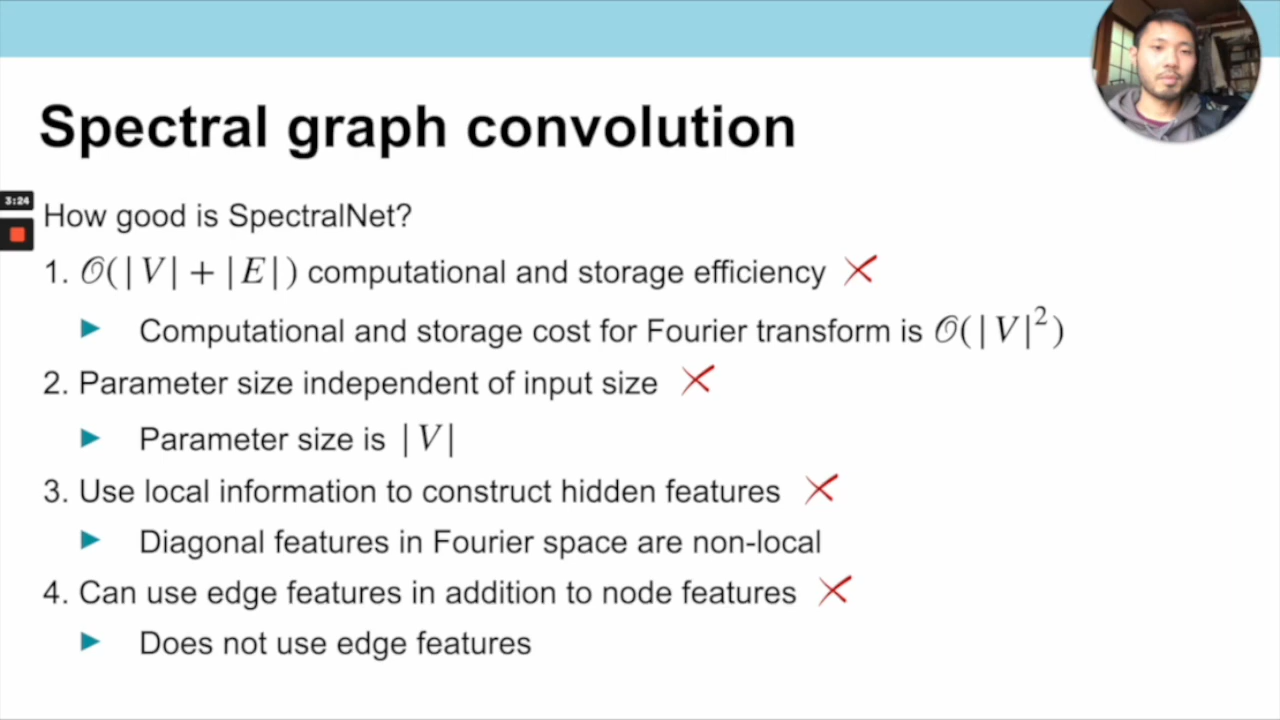 Spectral graph convolution
3:24
How good is SpectralNet?
1. 𝒪(|V| + |E|) computational and storage efficiency
Computational and storage cost for Fourier transform is 𝒪(|V|²)
2. Parameter size independent of input size
Parameter size is |V|
3. Use local information to construct hidden features
Diagonal features in Fourier space are non-local
4. Can use edge features in addition to node features
Does not use edge features